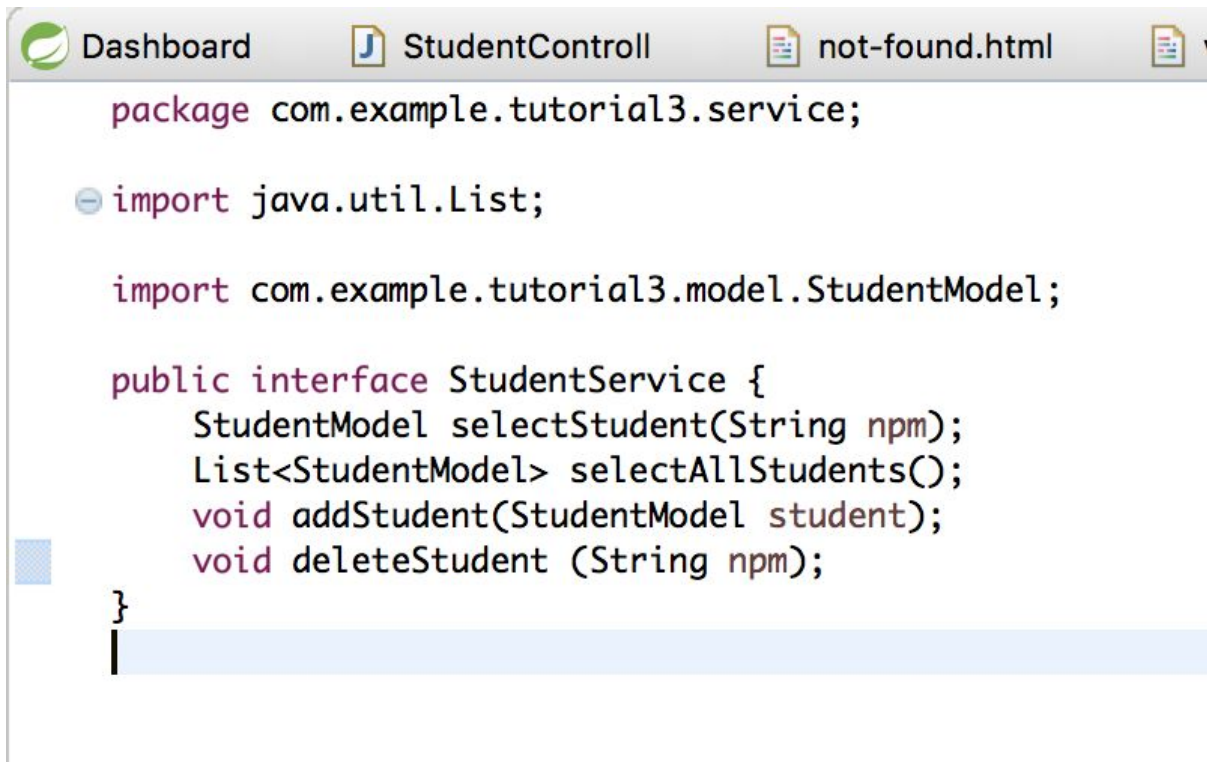 Dashboard StudentControll not-found.html
package com.example.tutorial3.service;
import java.util.List;
import com.example.tutorial3.model.StudentModel;
public interface StudentService {
StudentModel selectStudent(String npm);
List<StudentModel> selectAllStudents();
void addStudent(StudentModel student);
void deleteStudent (String npm);
}